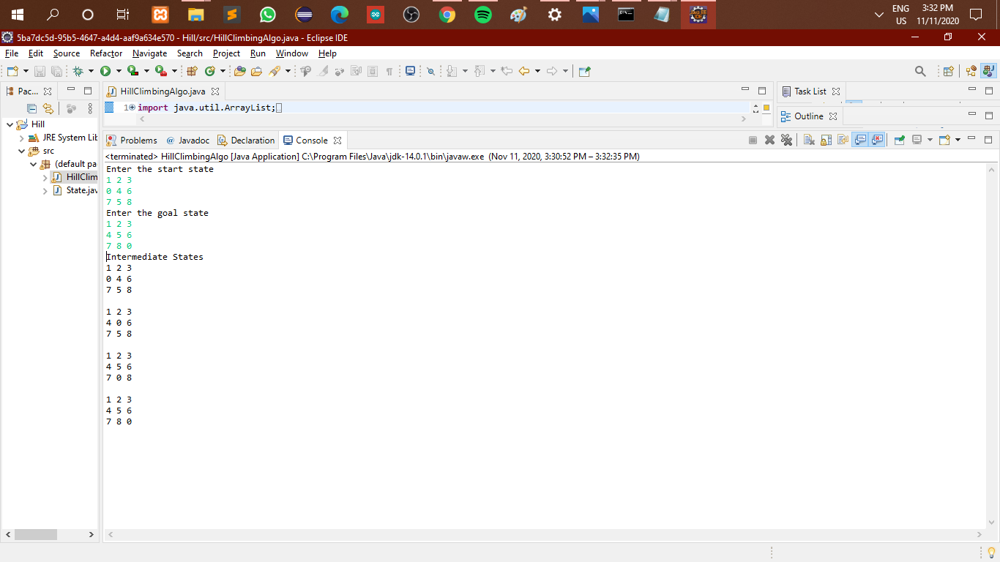 ENG
US
3:32 PM
11/11/2020
5ba7dc5d-95b5-4647-a4d4-aaf9a634e570 - Hill/src/HillClimbingAlgo.java - Eclipse IDE
File Edit Source Refactor Navigate Search Project Run Window Help
Pac...
HillClimbingAlgo.java
Task List
1 import java.util.ArrayList;
Outline
Hill
JRE System Lib
src
(default pa
HillClim
State.jav
Problems @ Javadoc Declaration Console
<terminated> HillClimbingAlgo [Java Application] C:\Program Files\Java\jdk-14.0.1\bin\javaw.exe (Nov 11, 2020, 3:30:52 PM – 3:32:35 PM)
Enter the start state
1 2 3
0 4 6
7 5 8
Enter the goal state
1 2 3
4 5 6
7 8 0
Intermediate States
1 2 3
0 4 6
7 5 8
1 2 3
4 0 6
7 5 8
1 2 3
4 5 6
7 0 8
1 2 3
4 5 6
7 8 0